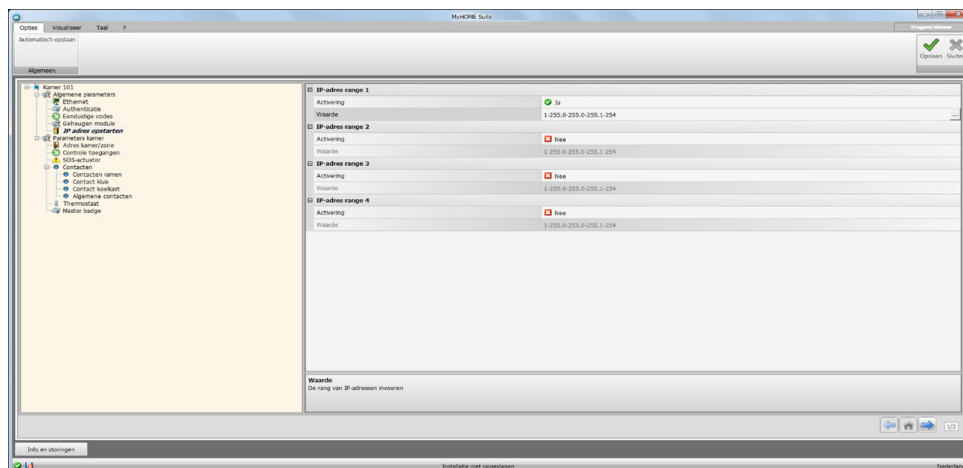 MyHOME Suite
Opties Visualiseer Taal ?
Automatisch opslaan
Opslaan Sluiten
Algemeen
Kamer 101
Algemene parameters
Ethernet
Authenticatie
Eenduidige codes
Geheugen module
IP adres opstarten
Parameters kamer
Adres kamer/zone
Controle toegangen
SOS-actuator
Contacten
Contacten ramen
Contact kluis
Contact koelkast
Algemene contacten
Thermostaat
Master badge
IP-adres range 1
Activering Ja
Waarde 1-255.0-255.0-255.1-254 ...
IP-adres range 2
Activering Nee
Waarde 1-255.0-255.0-255.1-254
IP-adres range 3
Activering Nee
Waarde 1-255.0-255.0-255.1-254
IP-adres range 4
Activering Nee
Waarde 1-255.0-255.0-255.1-254
Waarde
De rang van IP-adressen invoeren
1/2
Info en storingen
Installatie niet opgeslagen
Nederlan